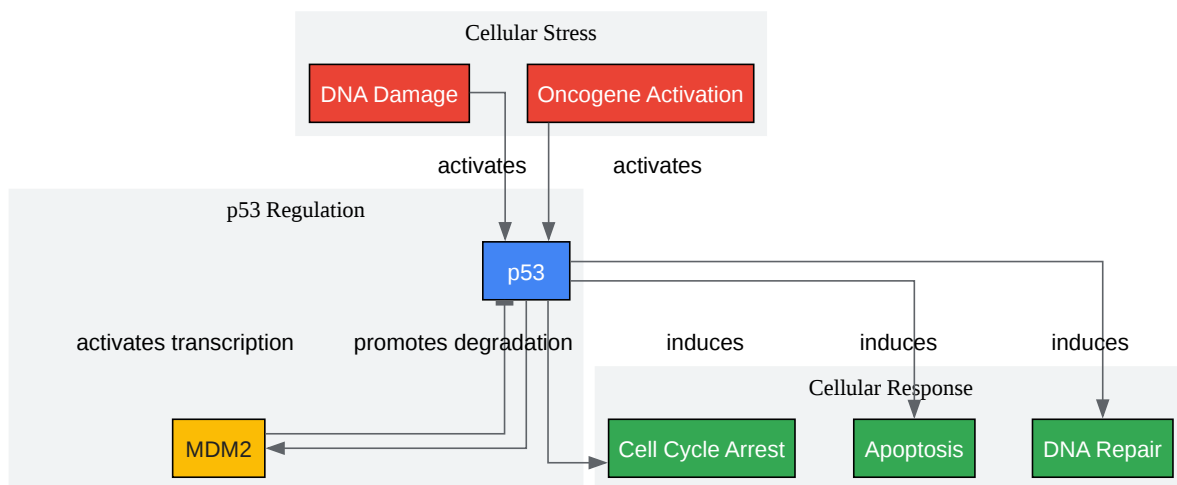 Cellular Stress
DNA Damage
Oncogene Activation
activates
activates
p53 Regulation
p53
activates transcription
promotes degradation
induces
induces
induces
Cellular Response
MDM2
Cell Cycle Arrest
Apoptosis
DNA Repair